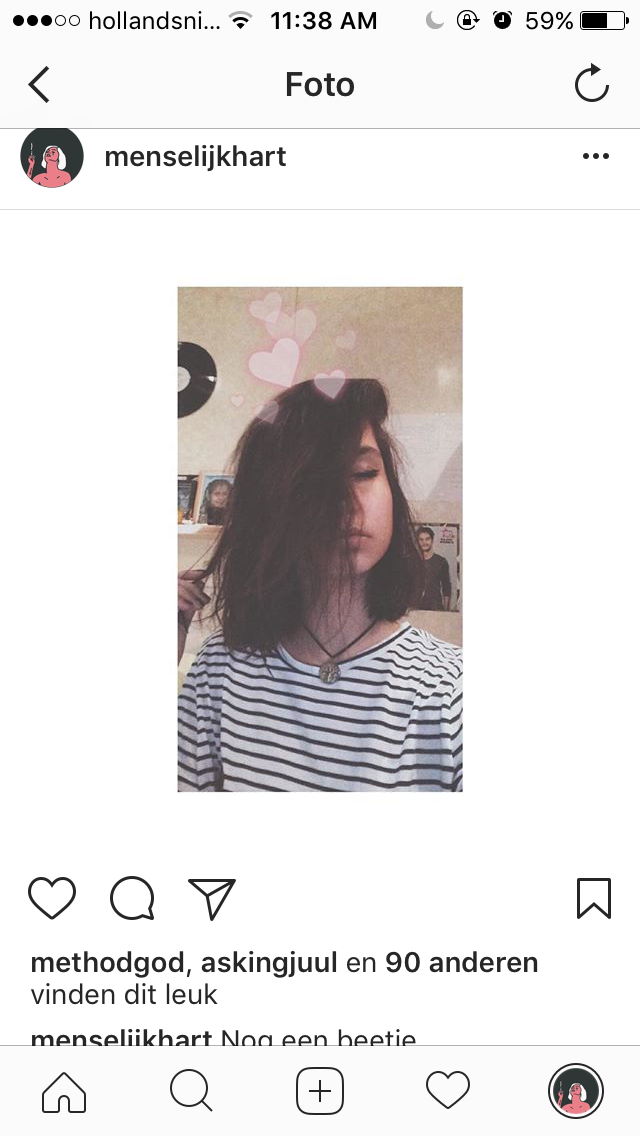 hollandsni... 11:38 AM 59%
Foto
menselijkhart
methodgod, askingjuul en 90 anderen
vinden dit leuk
menselijkhart Nog een beetje